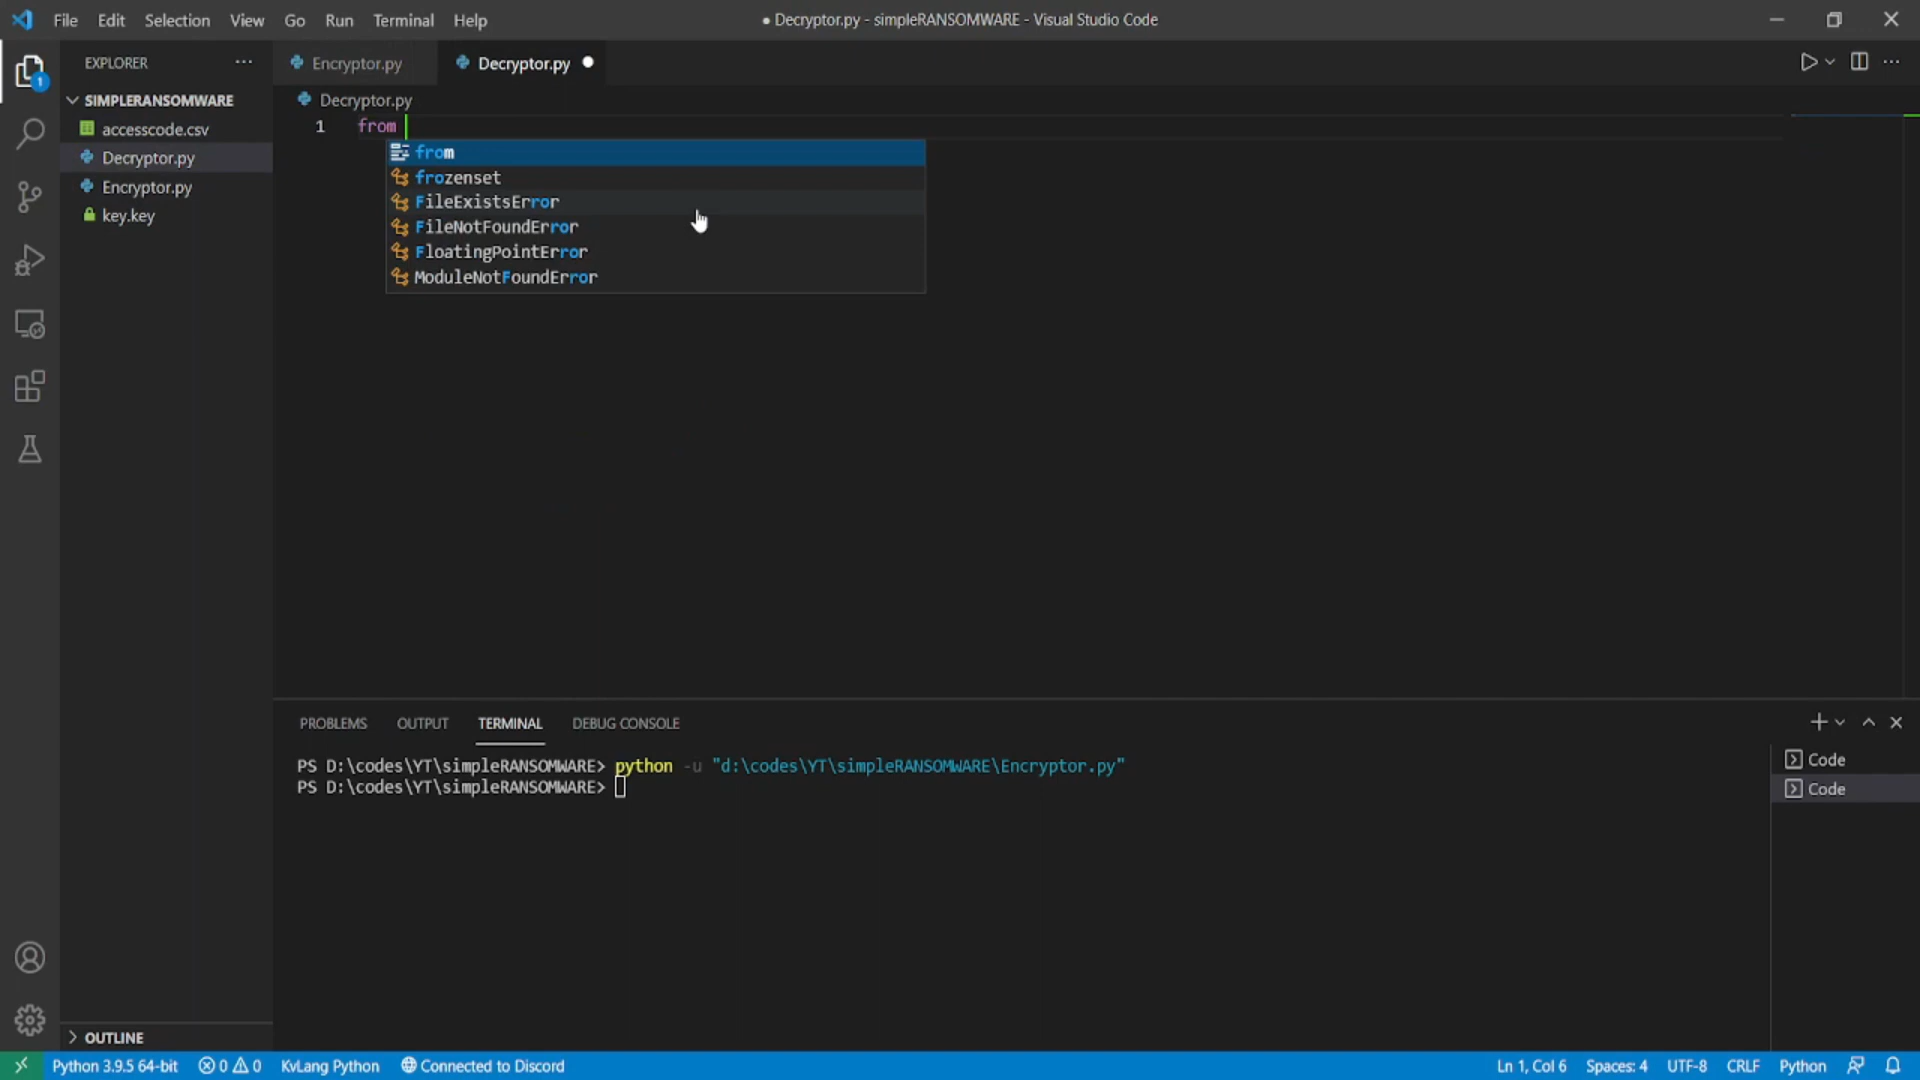 File Edit Selection View Go Run Terminal Help
● Decryptor.py - simpleRANSOMWARE - Visual Studio Code
EXPLORER
1
SIMPLERANSOMWARE
accesscode.csv
Decryptor.py
Encryptor.py
key.key
OUTLINE
Encryptor.py
Decryptor.py
Decryptor.py
1 from
from
frozenset
FileExistsError
FileNotFoundError
FloatingPointError
ModuleNotFoundError
PROBLEMS OUTPUT TERMINAL DEBUG CONSOLE
PS D:\codes\YT\simpleRANSOMWARE> python -u "d:\codes\YT\simpleRANSOMWARE\Encryptor.py"
PS D:\codes\YT\simpleRANSOMWARE>
Code
Code
Python 3.9.5 64-bit 0 0 KvLang Python Connected to Discord Ln 1, Col 6 Spaces: 4 UTF-8 CRLF Python